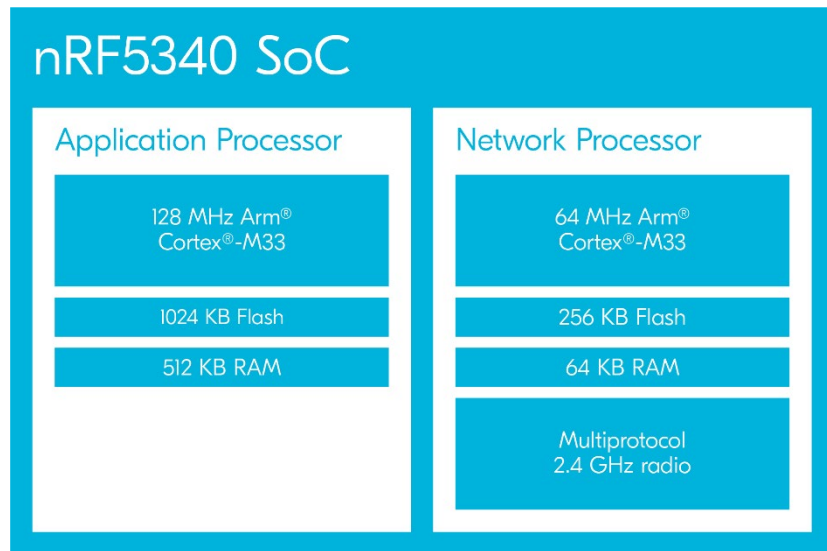 nRF5340 SoC
Application Processor
128 MHz Arm®
Cortex®-M33
1024 KB Flash
512 KB RAM
Network Processor
64 MHz Arm®
Cortex®-M33
256 KB Flash
64 KB RAM
Multiprotocol
2.4 GHz radio